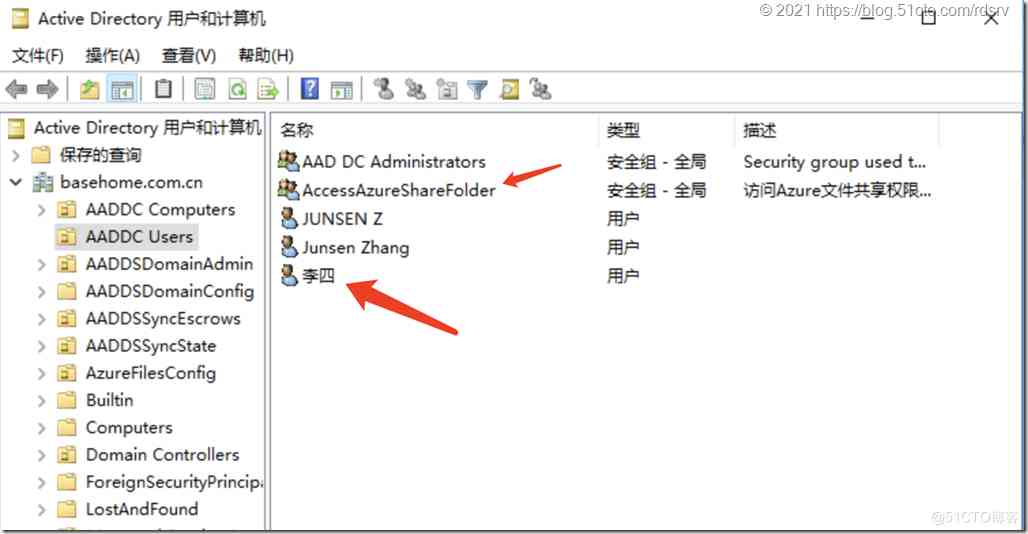 Active Directory 用户和计算机
© 2021 https://blog.51cto.com/rdsrv
文件(F) 操作(A) 查看(V) 帮助(H)
Active Directory 用户和计算机
保存的查询
basehome.com.cn
AADDC Computers
AADDC Users
AADDSDomainAdmin
AADDSDomainConfig
AADDSSyncEscrows
AADDSSyncState
AzureFilesConfig
Builtin
Computers
Domain Controllers
ForeignSecurityPrincipa
LostAndFound
名称 类型 描述
AAD DC Administrators 安全组 - 全局 Security group used t...
AccessAzureShareFolder 安全组 - 全局 访问Azure文件共享权限...
JUNSEN Z 用户
Junsen Zhang 用户
李四 用户
@51CTO博客